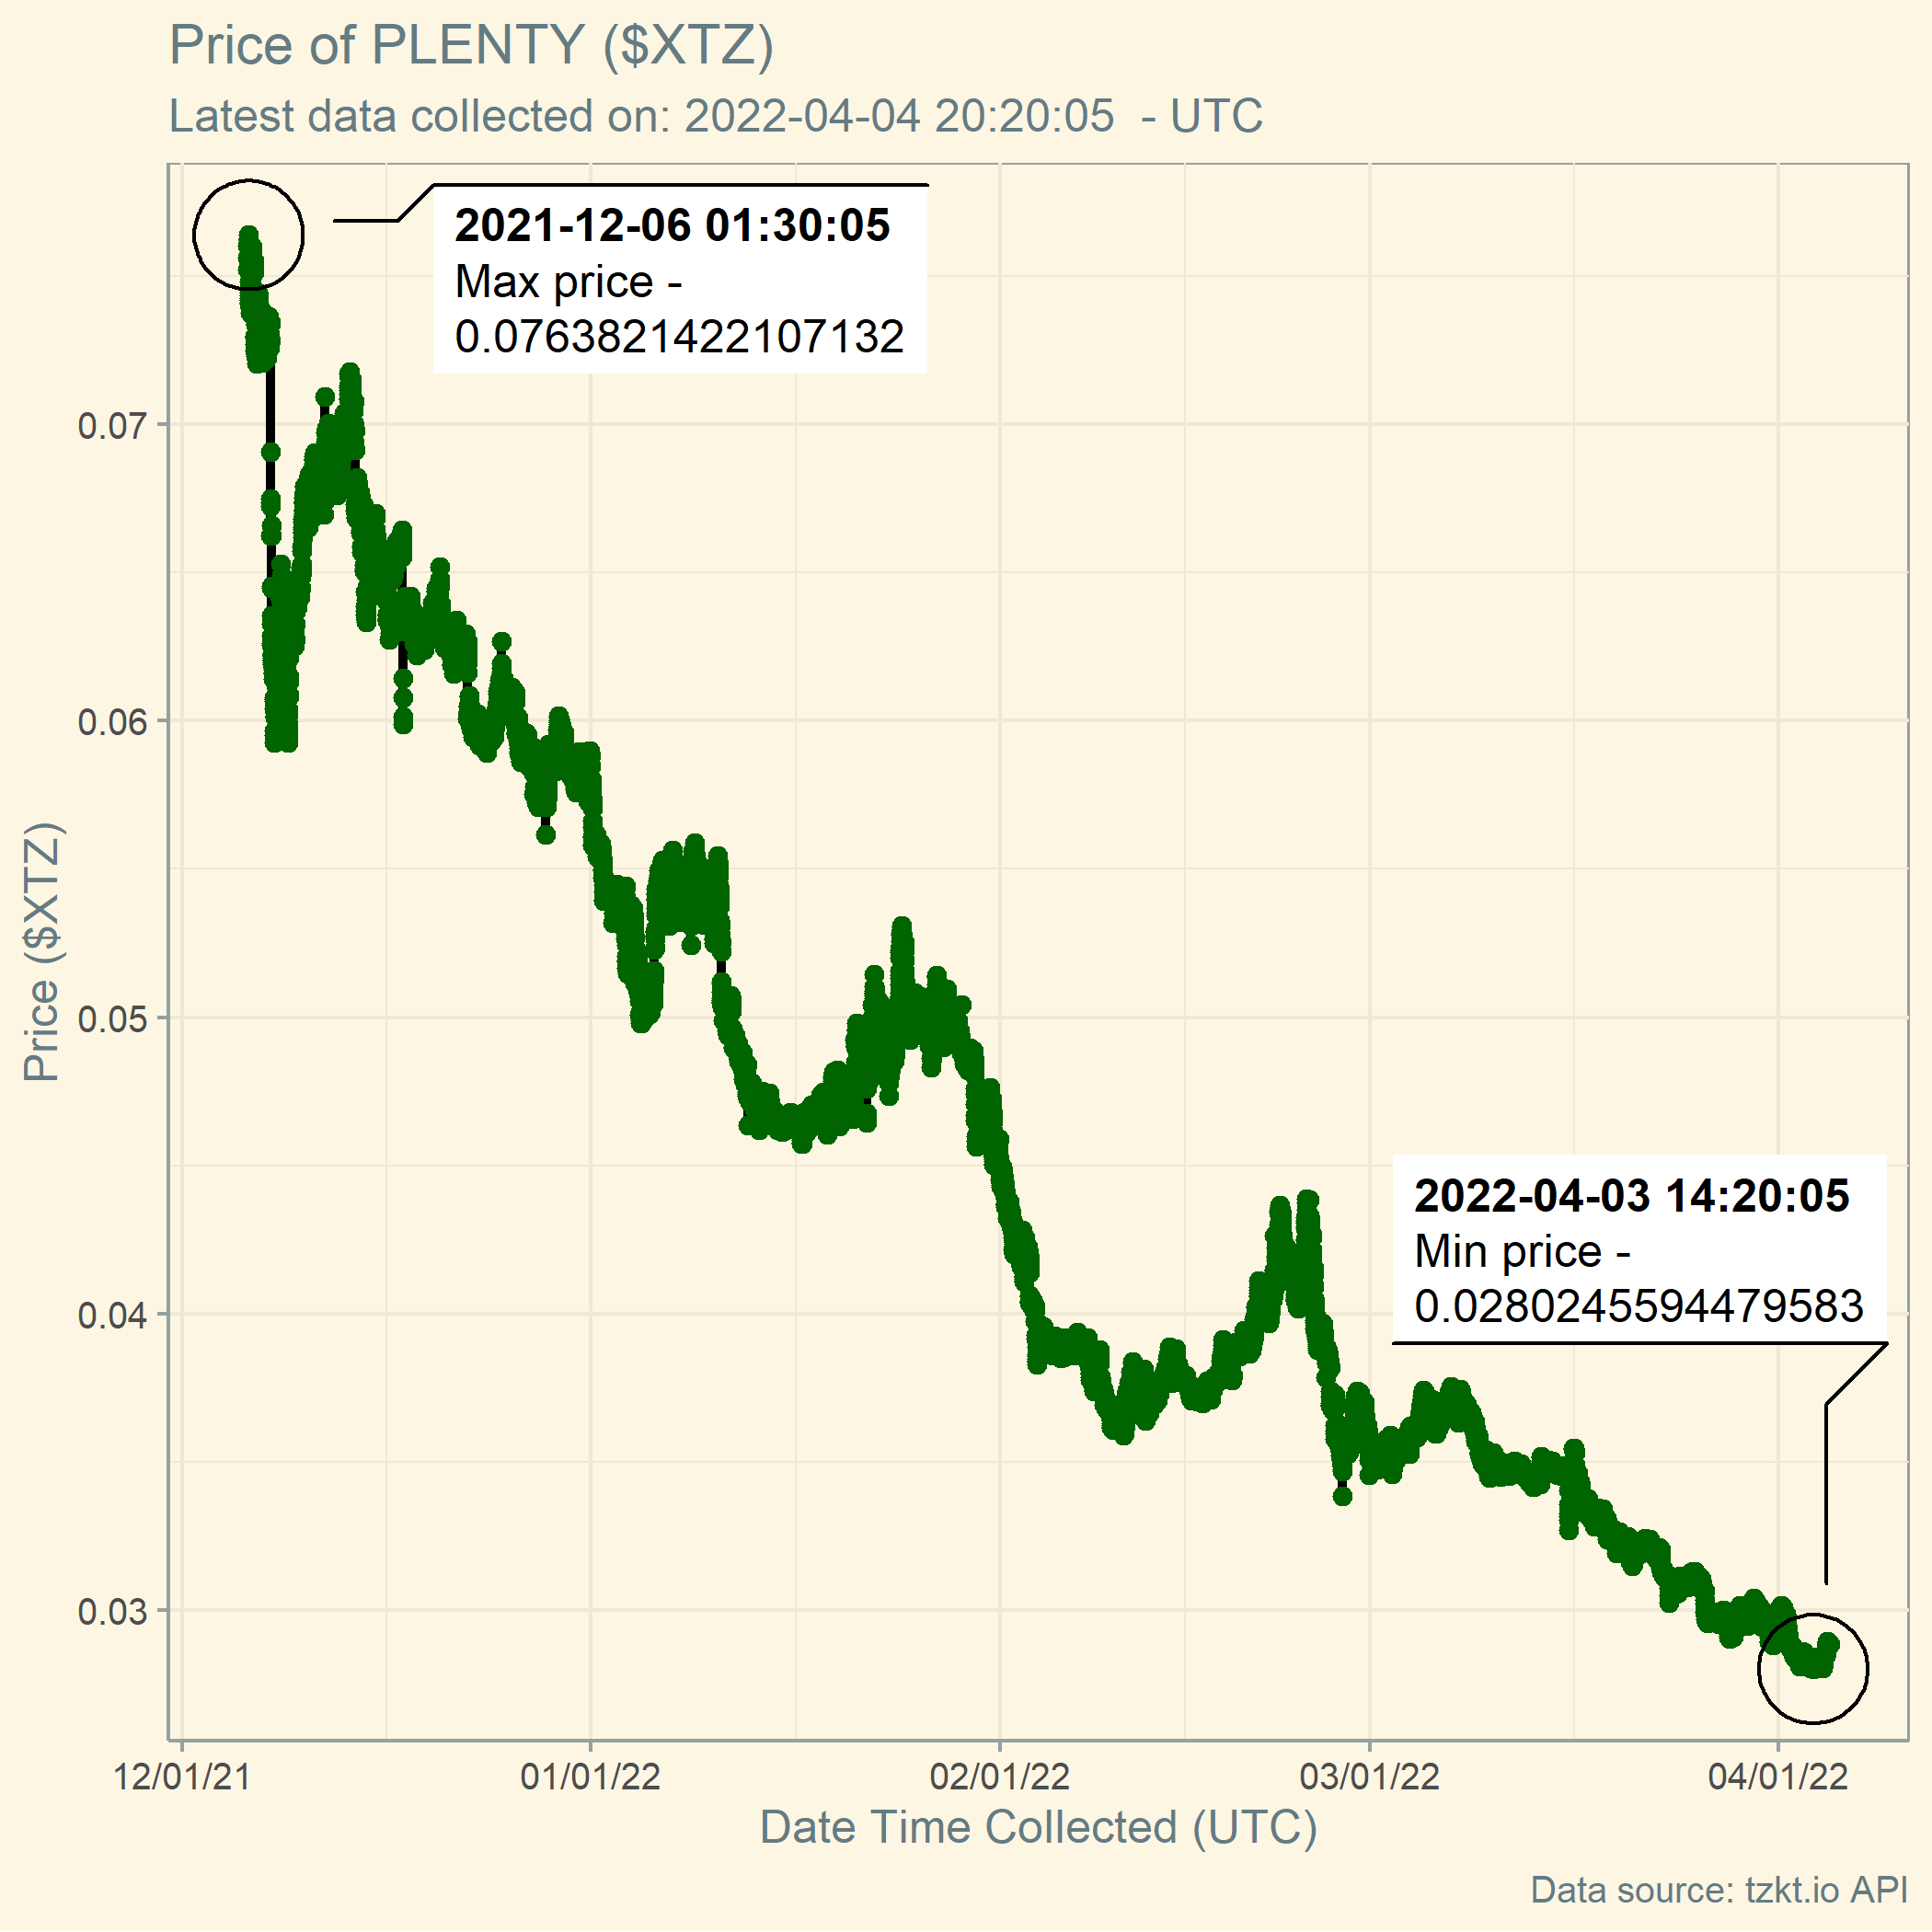 Price of PLENTY ($XTZ)
Latest data collected on: 2022-04-04 20:20:05  - UTC
2021-12-06 01:30:05
Max price -
0.0763821422107132
0.07
0.06
0.05
0.04
0.03
Price ($XTZ)
2022-04-03 14:20:05
Min price -
0.0280245594479583
12/01/21
01/01/22
02/01/22
03/01/22
04/01/22
Date Time Collected (UTC)
Data source: tzkt.io API